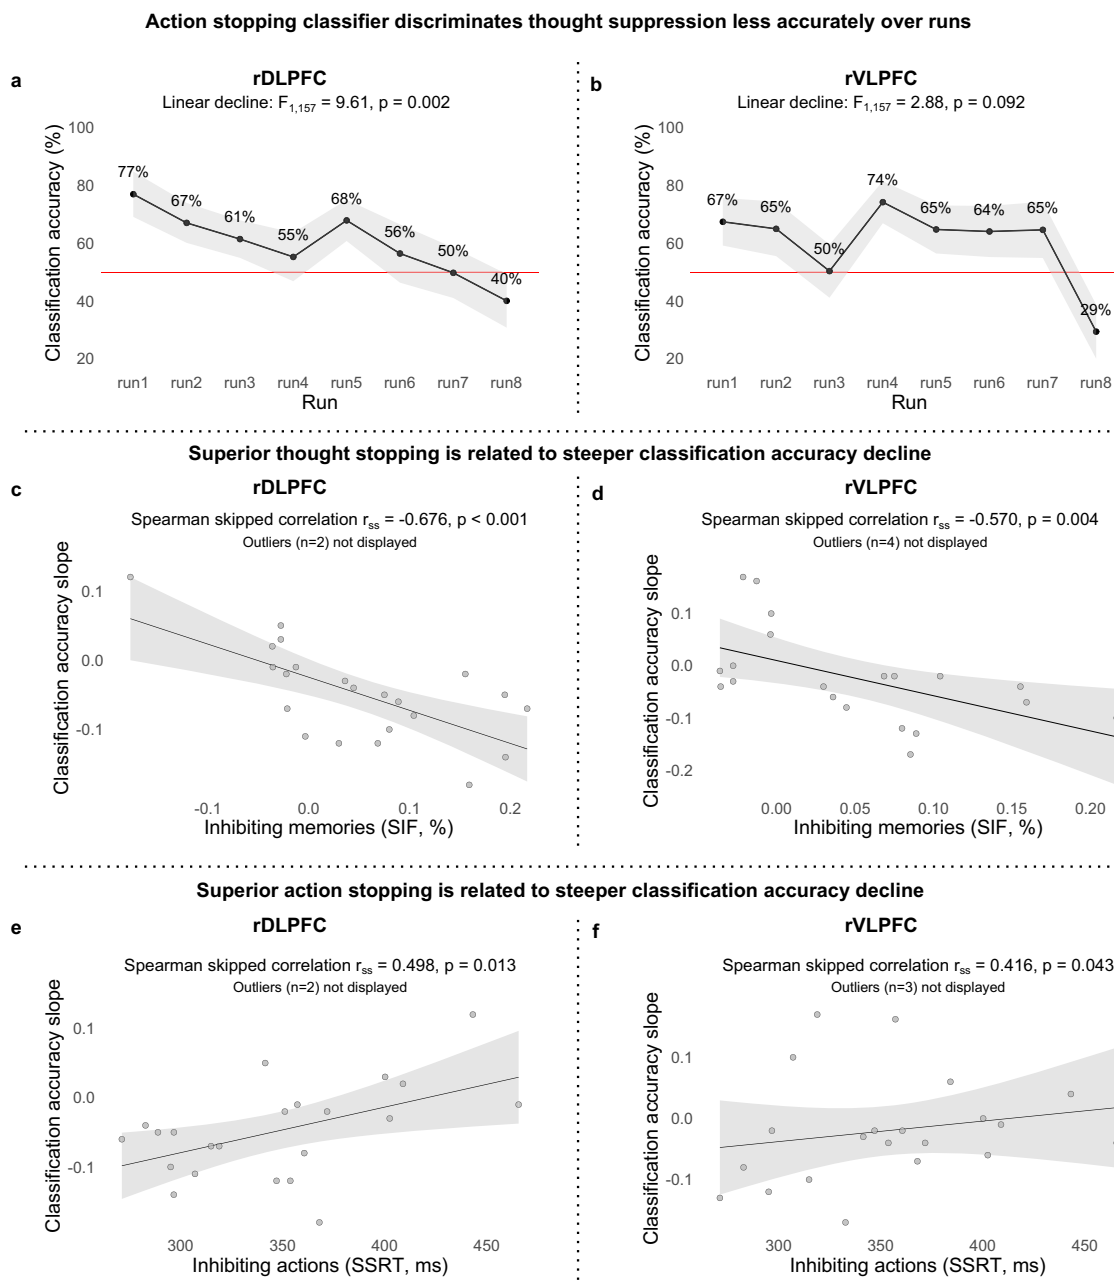 Action stopping classifier discriminates thought suppression less accurately over runs
a
rDLPFC
Linear decline: F1,157 = 9.61, p = 0.002
Classification accuracy (%)
100
80
60
40
20
77%
67%
61%
55%
68%
56%
50%
40%
run1 run2 run3 run4 run5 run6 run7 run8
Run
b
rVLPFC
Linear decline: F1,157 = 2.88, p = 0.092
Classification accuracy (%)
100
80
60
40
20
67%
65%
50%
74%
65%
64%
65%
29%
run1 run2 run3 run4 run5 run6 run7 run8
Run
Superior thought stopping is related to steeper classification accuracy decline
c
rDLPFC
Spearman skipped correlation rss = -0.676, p < 0.001
Outliers (n=2) not displayed
Classification accuracy slope
0.1
0.0
-0.1
-0.1 0.0 0.1 0.2
Inhibiting memories (SIF, %)
d
rVLPFC
Spearman skipped correlation rss = -0.570, p = 0.004
Outliers (n=4) not displayed
Classification accuracy slope
0.1
0.0
-0.1
-0.2
0.00 0.05 0.10 0.15 0.20
Inhibiting memories (SIF, %)
Superior action stopping is related to steeper classification accuracy decline
e
rDLPFC
Spearman skipped correlation rss = 0.498, p = 0.013
Outliers (n=2) not displayed
Classification accuracy slope
0.1
0.0
-0.1
300 350 400 450
Inhibiting actions (SSRT, ms)
f
rVLPFC
Spearman skipped correlation rss = 0.416, p = 0.043
Outliers (n=3) not displayed
Classification accuracy slope
0.1
0.0
-0.1
300 350 400 450
Inhibiting actions (SSRT, ms)